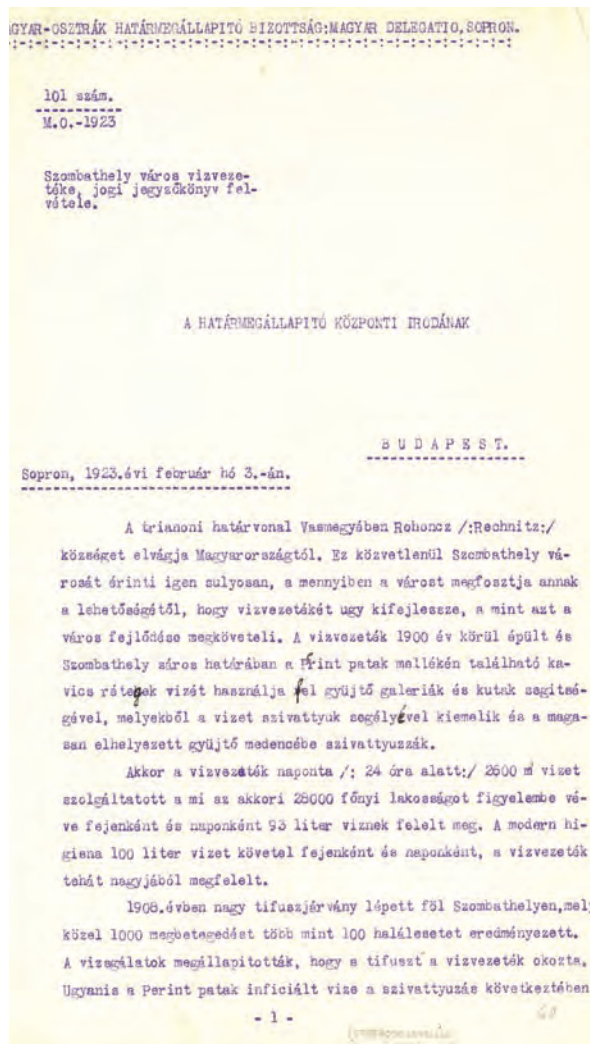 GYAR-OSZTRÁK HATÁRMEGÁLLAPITÓ BIZOTTSÁG:MAGYAR DELEGATIO,SOPRON.
101 szám.
M.O.-1923
Szombathely város vizveze-
téke, jogi jegyzőkönyv fel-
vétele.
A HATÁRMEGÁLLAPITÓ KÖZPONTI IRODÁNAK
BUDAPEST.
Sopron, 1923.évi február hó 3.-án.
A trianoni határvonal Vasmegyében Rohoncz /:Rechnitz:/
községet elvágja Magyarországtól. Ez közvetlenül Szombathely vá-
rosát érinti igen sulyosan, a mennyiben a várost megfosztja annak
a lehetőségétől, hogy vizvezetékét ugy kifejlessze, a mint azt a
város fejlődése megköveteli. A vizvezeték 1900 év körül épült és
Szombathely záros határában a Print patak mellékén található ka-
vics rétegek vizét használja fel gyüjtő galeriák és kutak segitsé-
gével, melyekből a vizet szivattyuk segélyével kiemelik és a maga-
san elhelyezett gyüjtő medencébe szivattyuzzák.
Akkor a vizvezeték naponta /: 24 óra alatt:/ 2600 m vizet
szolgáltatott a mi az akkori 28000 főnyi lakosságot figyelembe vé-
ve fejenként és naponként 93 liter viznek felelt meg. A modern hi-
giena 100 liter vizet követel fejenként és naponként, a vizvezeték
tehát nagyjából megfelelt.
1908.évben nagy tifuszjárvány lépett föl Szombathelyen,mely
közel 1000 megbetegedést több mint 100 halálesetet eredményezett.
A vizsgálatok megállapitották, hogy a tifuszt a vizvezeték okozta.
Ugyanis a Perint patak inficiált vize a szivattyuzás következtében
- 1 -